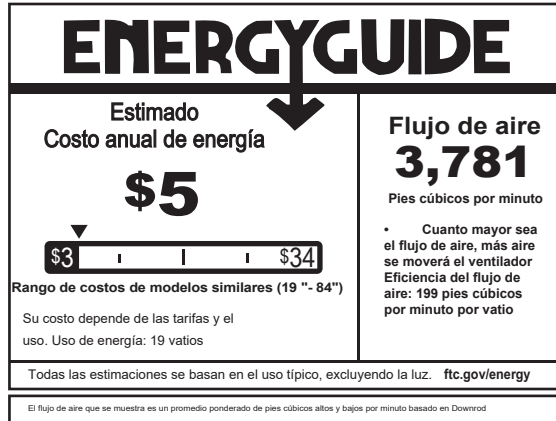 ENERGYGUIDE
Estimado
Costo anual de energía
$5
$3 $34
Rango de costos de modelos similares (19 "- 84")
Su costo depende de las tarifas y el
uso. Uso de energía: 19 vatios
Flujo de aire
3,781
Pies cúbicos por minuto
• Cuanto mayor sea
el flujo de aire, más aire
se moverá el ventilador
Eficiencia del flujo de
aire: 199 pies cúbicos
por minuto por vatio
Todas las estimaciones se basan en el uso típico, excluyendo la luz. ftc.gov/energy
El flujo de aire que se muestra es un promedio ponderado de pies cúbicos altos y bajos por minuto basado en Downrod